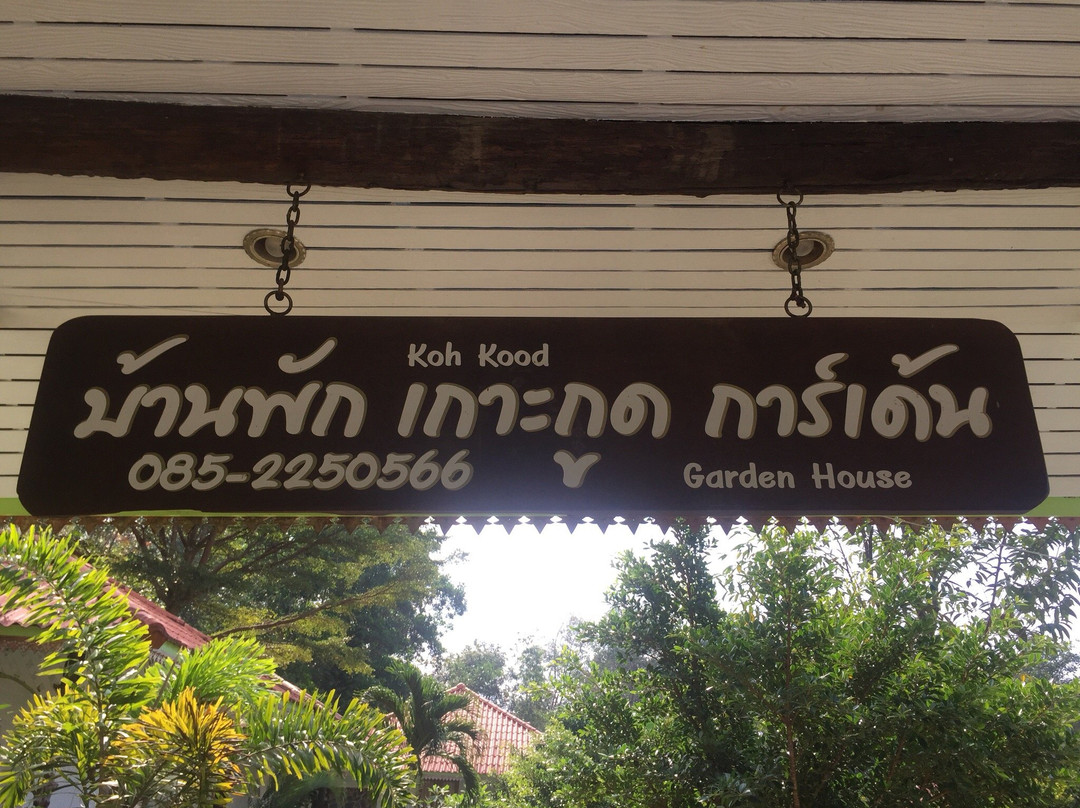 Koh Kood
บ้านพัก เกาะกูด การ์เด้น
085-2250566 Garden House